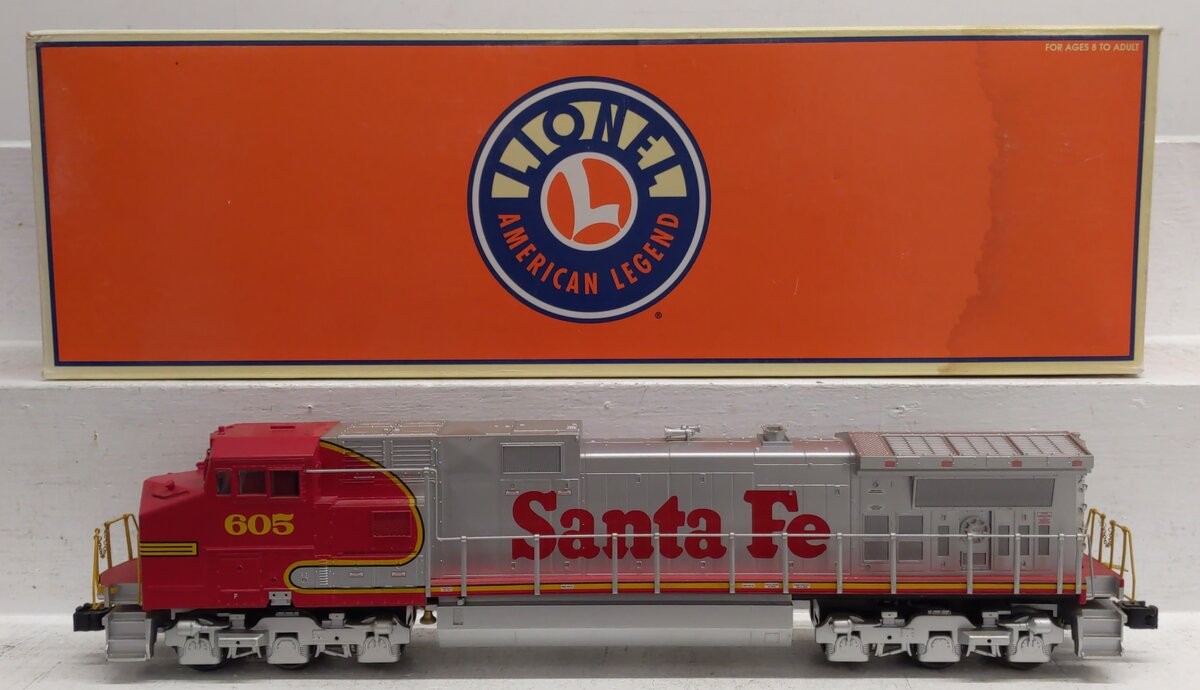 FOR AGES 8 TO ADULT
LIONEL
L
AMERICAN LEGEND
®
605
Santa Fe
F